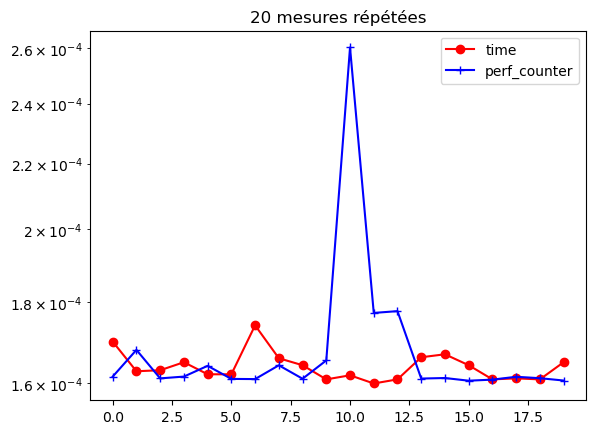 20 mesures répétées
time
perf_counter
2.6 × 10⁻⁴
2.4 × 10⁻⁴
2.2 × 10⁻⁴
2 × 10⁻⁴
1.8 × 10⁻⁴
1.6 × 10⁻⁴
0.0 2.5 5.0 7.5 10.0 12.5 15.0 17.5